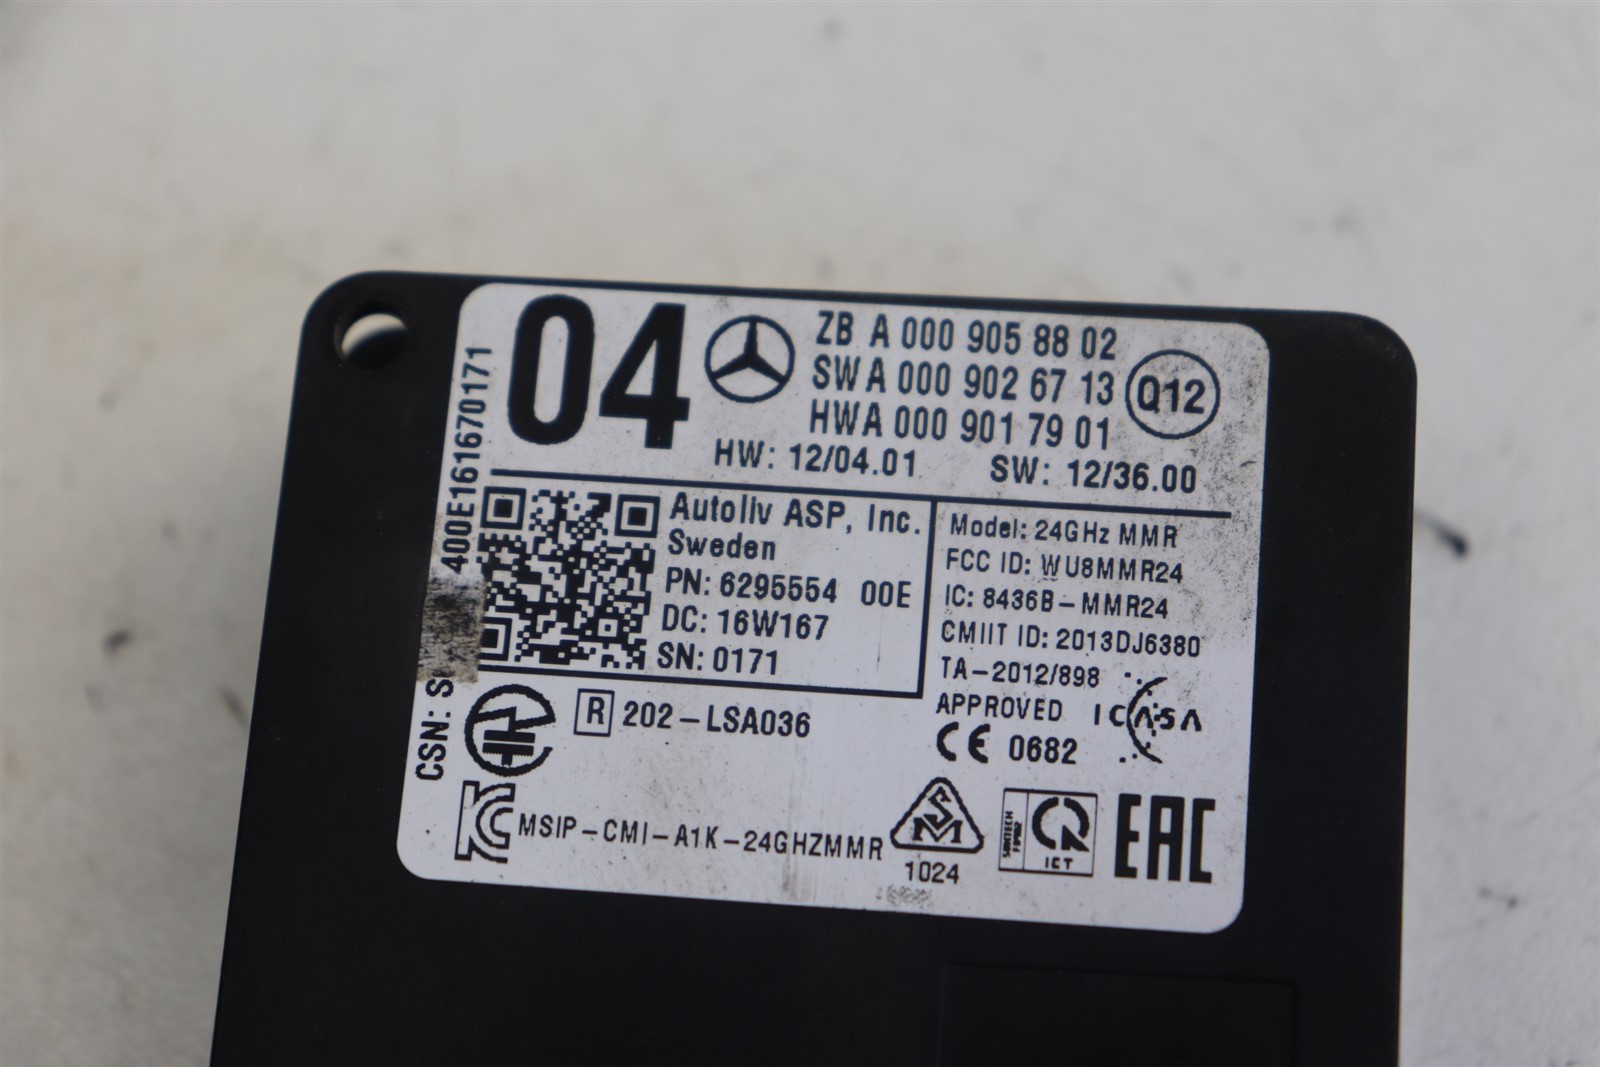 04
ZB A 000 905 88 02
SW A 000 902 67 13
HW A 000 901 79 01
Q12
HW: 12/04.01 SW: 12/36.00
Autoliv ASP, Inc.
Sweden
PN: 6295554 00E
DC: 16W167
SN: 0171
Model: 24GHz MMR
FCC ID: WU8MMR24
IC: 8436B-MMR24
CMIIT ID: 2013DJ6380
TA-2012/898
APPROVED
ICASA
CE 0682
R 202-LSA036
MSIP-CMI-A1K-24GHZMMR
1024
ICT
EAC
CSN: S 400E161670171